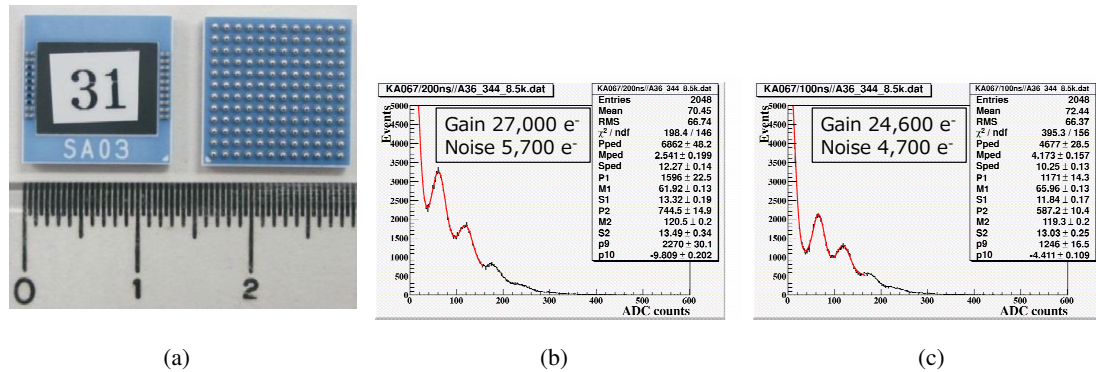 31
SA03
0 1 2
(a)
KA067/200ns//A36_344_8.5k.dat
Events
5000
4500
4000
3500
3000
2500
2000
1500
1000
500
0
0 100 200 300 400 500 600
ADC counts
Gain 27,000 e-
Noise 5,700 e-
KA067/200ns//A36_344_8.5k.dat
Entries 2048
Mean 70.45
RMS 66.74
χ² / ndf 198.4 / 146
Pped 6862 ± 48.2
Mped 2.541 ± 0.199
Sped 12.27 ± 0.14
P1 1596 ± 22.5
M1 61.92 ± 0.13
S1 13.32 ± 0.19
P2 744.5 ± 14.9
M2 120.5 ± 0.2
S2 13.49 ± 0.34
p9 2270 ± 30.1
p10 -9.809 ± 0.202
(b)
KA067/100ns//A36_344_8.5k.dat
Events
5000
4500
4000
3500
3000
2500
2000
1500
1000
500
0
0 100 200 300 400 500 600
ADC counts
Gain 24,600 e-
Noise 4,700 e-
KA067/100ns//A36_344_8.5k.dat
Entries 2048
Mean 72.44
RMS 66.37
χ² / ndf 395.3 / 156
Pped 4677 ± 28.5
Mped 4.173 ± 0.157
Sped 10.25 ± 0.13
P1 1171 ± 14.3
M1 65.96 ± 0.13
S1 11.84 ± 0.17
P2 587.2 ± 10.4
M2 119.3 ± 0.2
S2 13.03 ± 0.25
p9 1246 ± 16.5
p10 -4.411 ± 0.109
(c)